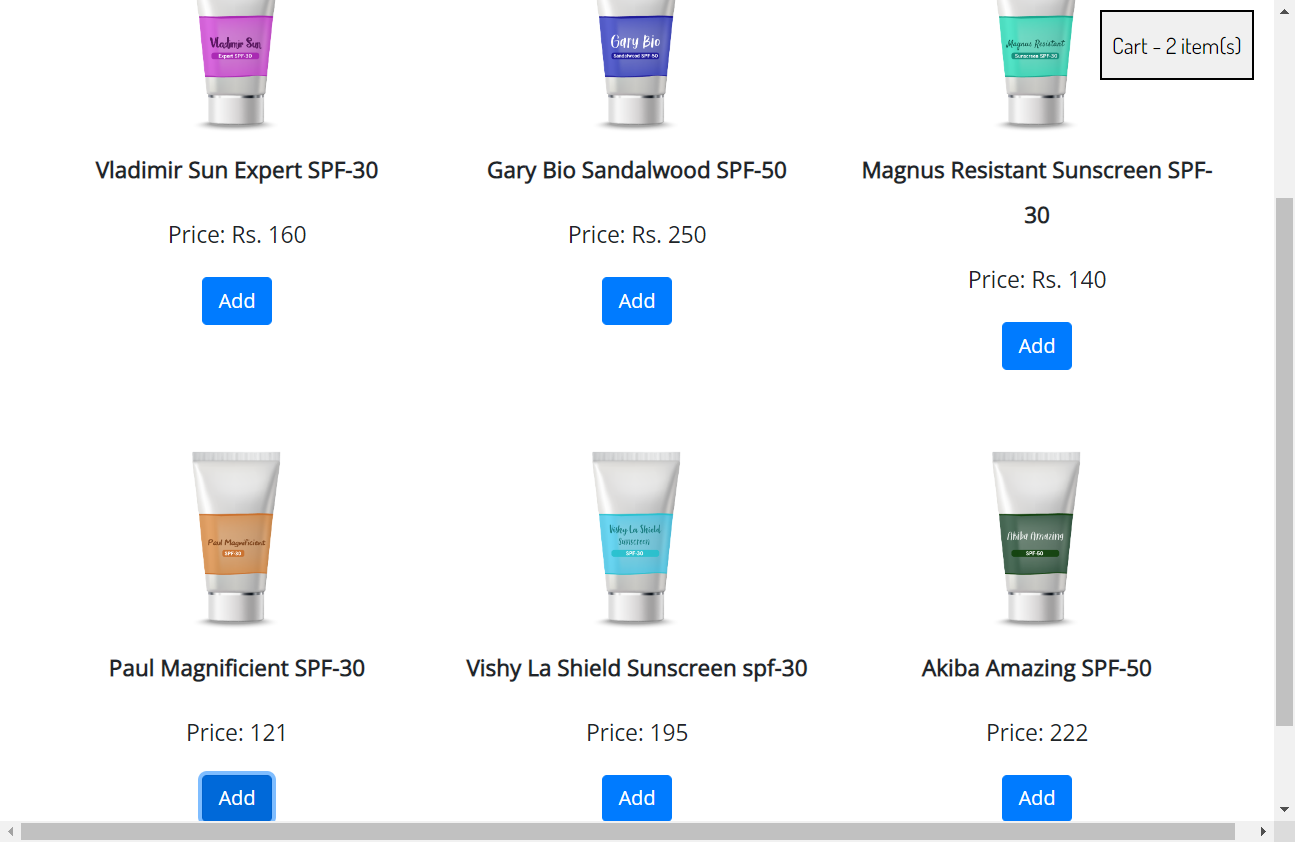 Vladimir Sun
Expert SPF-30
Gary Bio
Sandalwood SPF-50
Magnus Resistant
Sunscreen SPF-30
Cart - 2 item(s)
Vladimir Sun Expert SPF-30
Gary Bio Sandalwood SPF-50
Magnus Resistant Sunscreen SPF-
30
Price: Rs. 160
Price: Rs. 250
Price: Rs. 140
Add
Add
Add
Paul Magnificient
SPF-30
Vishy La Shield
Sunscreen
SPF-30
Akiba Amazing
SPF-50
Paul Magnificient SPF-30
Vishy La Shield Sunscreen spf-30
Akiba Amazing SPF-50
Price: 121
Price: 195
Price: 222
Add
Add
Add